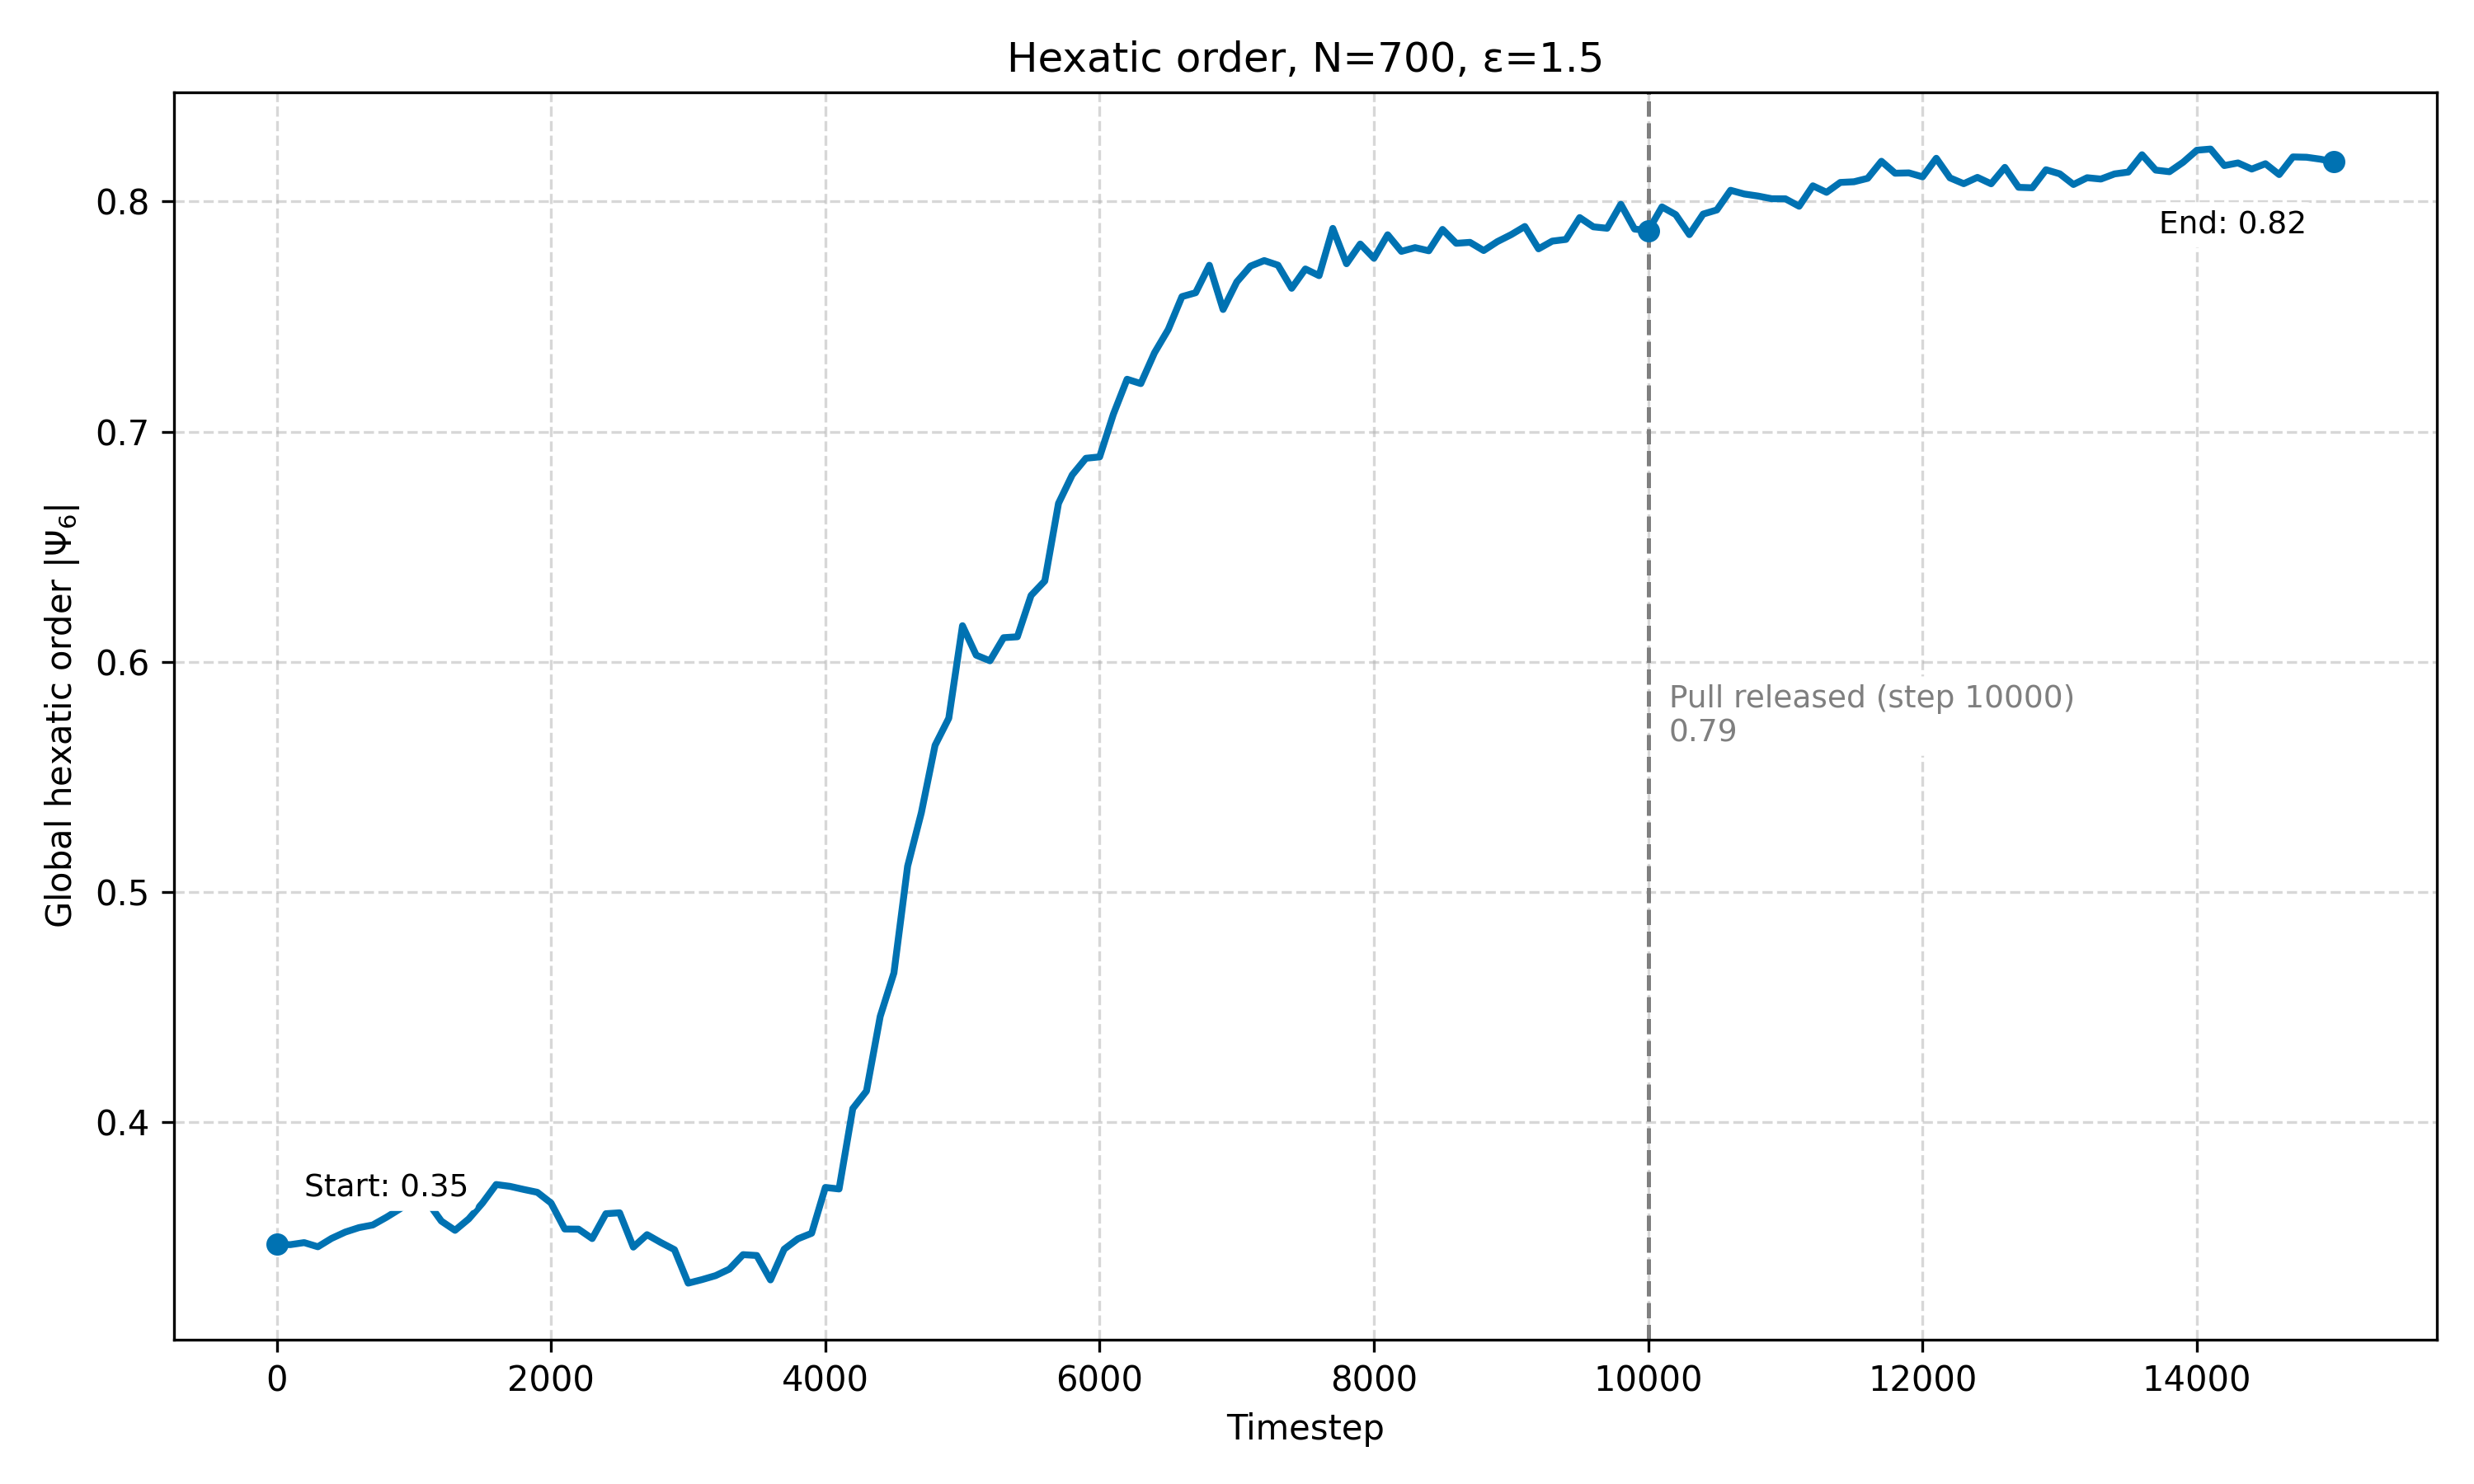 Hexatic order, N=700, ε=1.5
Global hexatic order |Ψ₆|
0.8
0.7
0.6
0.5
0.4
End: 0.82
Pull released (step 10000)
0.79
Start: 0.35
0 2000 4000 6000 8000 10000 12000 14000
Timestep